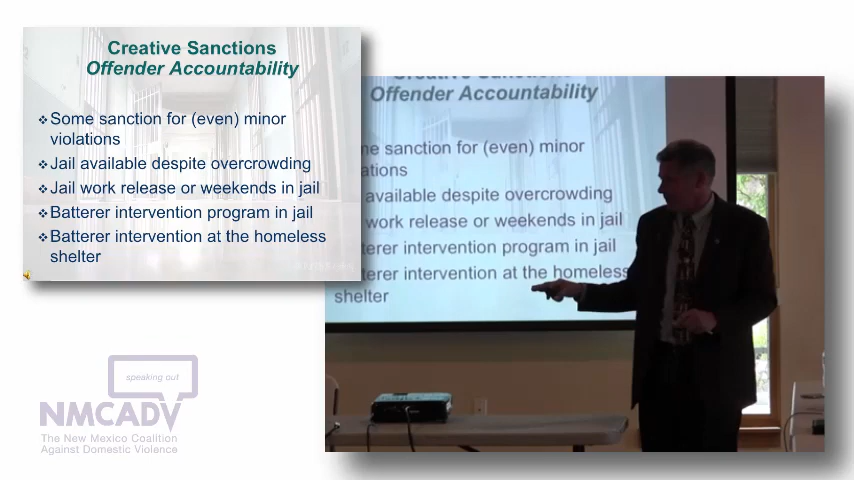 Creative Sanctions
Offender Accountability
❖Some sanction for (even) minor
violations
❖Jail available despite overcrowding
❖Jail work release or weekends in jail
❖Batterer intervention program in jail
❖Batterer intervention at the homeless
shelter
Offender Accountability
me sanction for (even) minor
ations
available despite overcrowding
work release or weekends in jail
terer intervention program in jail
terer intervention at the homeless
shelter
speaking out
NMCADV
The New Mexico Coalition
Against Domestic Violence